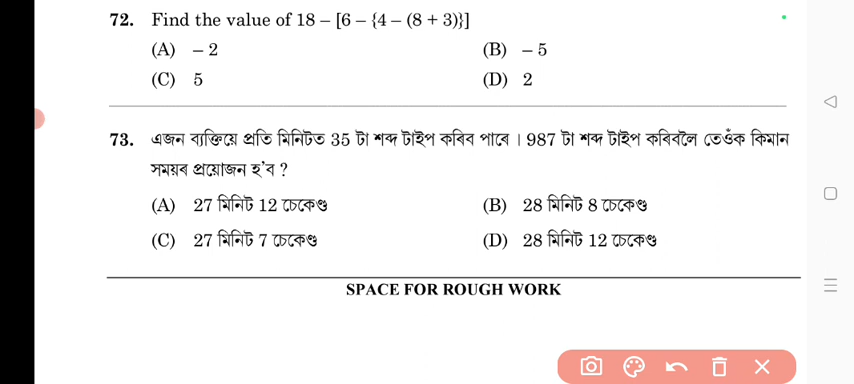 72. Find the value of 18 – [6 – {4 – (8 + 3)}]
(A) – 2 (B) – 5
(C) 5 (D) 2
73. এজন ব্যক্তিয়ে প্ৰতি মিনিটত 35 টা শব্দ টাইপ কৰিব পাৰে । 987 টা শব্দ টাইপ কৰিবলৈ তেওঁক কিমান
সময়ৰ প্ৰয়োজন হ'ব ?
(A) 27 মিনিট 12 চেকেণ্ড (B) 28 মিনিট 8 চেকেণ্ড
(C) 27 মিনিট 7 চেকেণ্ড (D) 28 মিনিট 12 চেকেণ্ড
SPACE FOR ROUGH WORK